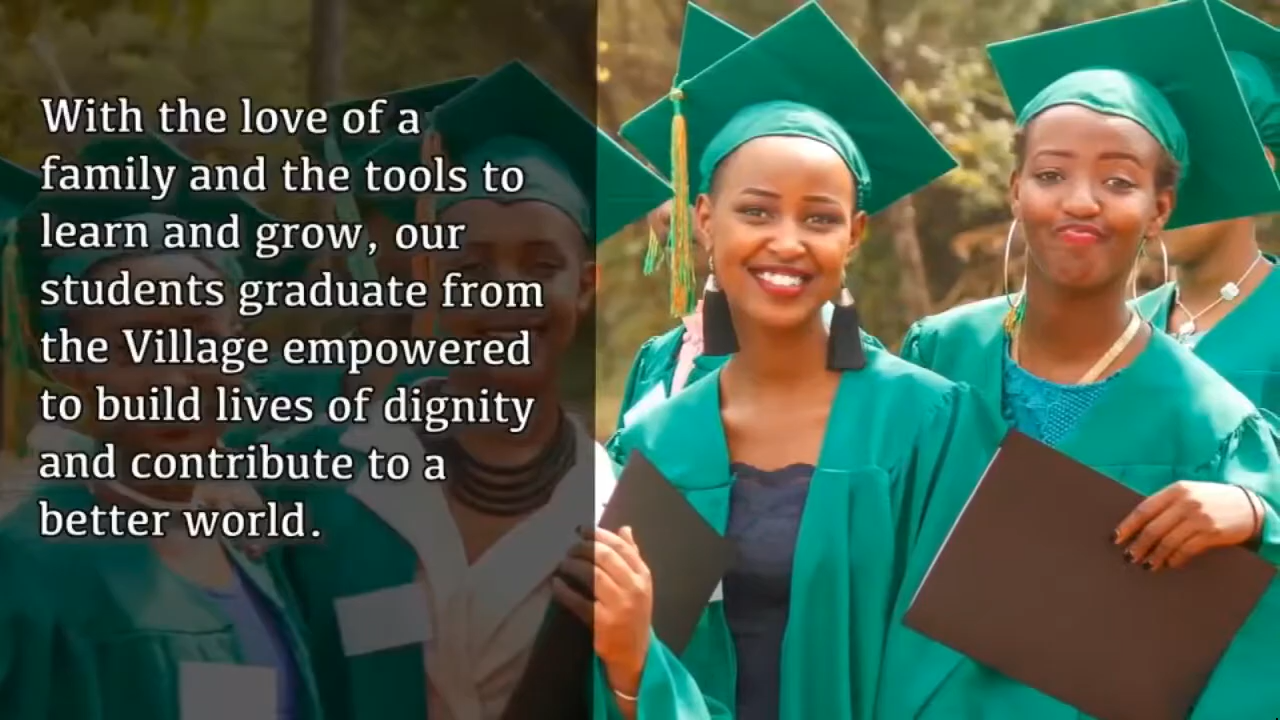 With the love of a
family and the tools to
learn and grow, our
students graduate from
the Village empowered
to build lives of dignity
and contribute to a
better world.